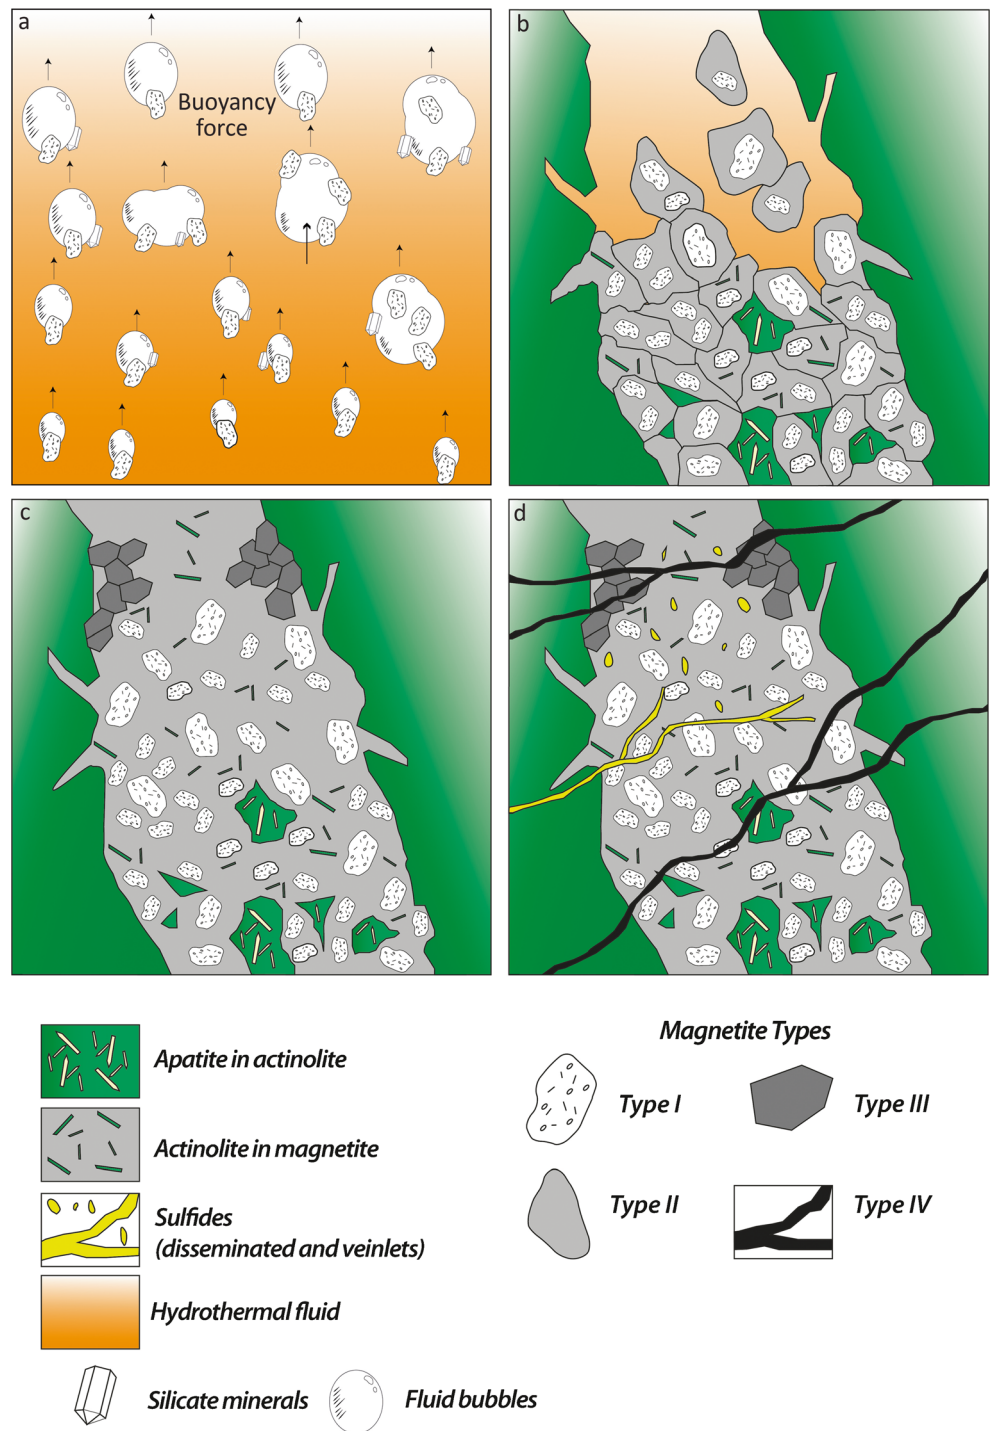 a
Buoyancy
force
b
c
d
Apatite in actinolite
Actinolite in magnetite
Sulfides
(disseminated and veinlets)
Hydrothermal fluid
Silicate minerals
Fluid bubbles
Magnetite Types
Type I
Type III
Type II
Type IV